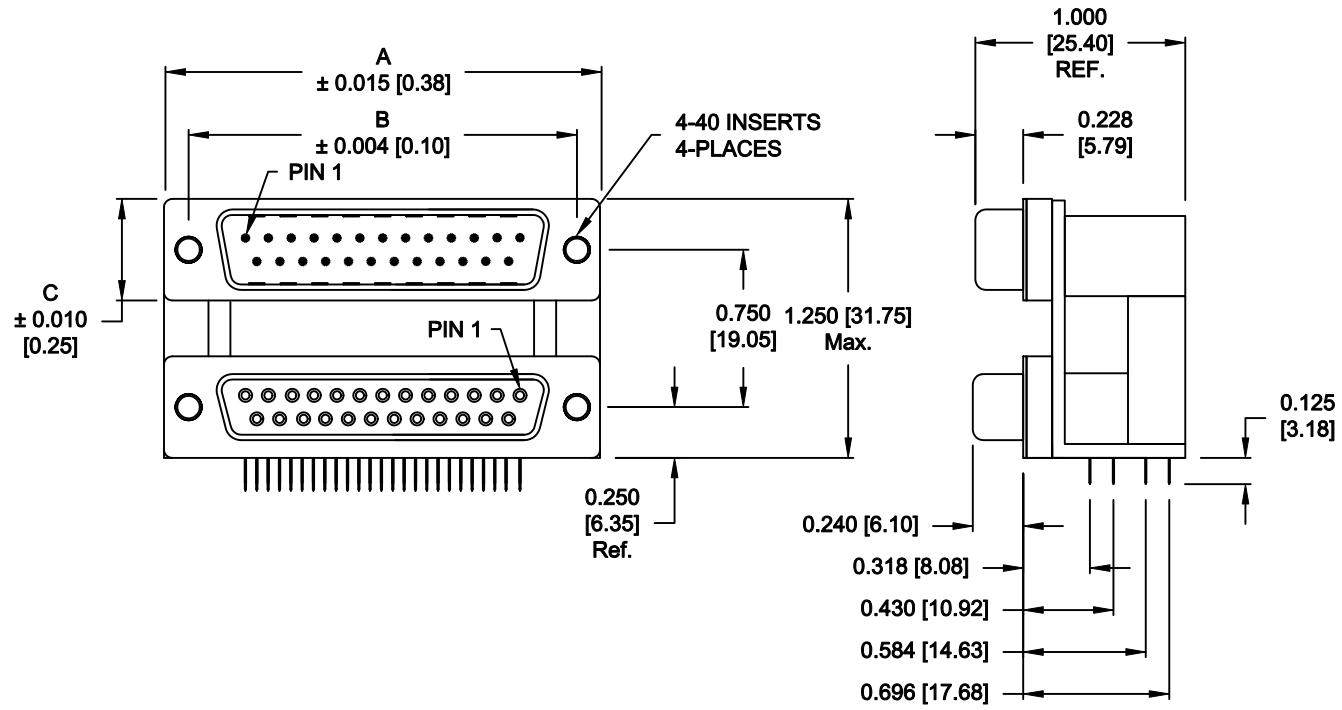 A
± 0.015 [0.38]
B
± 0.004 [0.10]
PIN 1
4-40 INSERTS
4-PLACES
C
± 0.010
[0.25]
PIN 1
0.750
[19.05]
1.250 [31.75]
Max.
0.250
[6.35]
Ref.
1.000
[25.40]
REF.
0.228
[5.79]
0.125
[3.18]
0.240 [6.10]
0.318 [8.08]
0.430 [10.92]
0.584 [14.63]
0.696 [17.68]